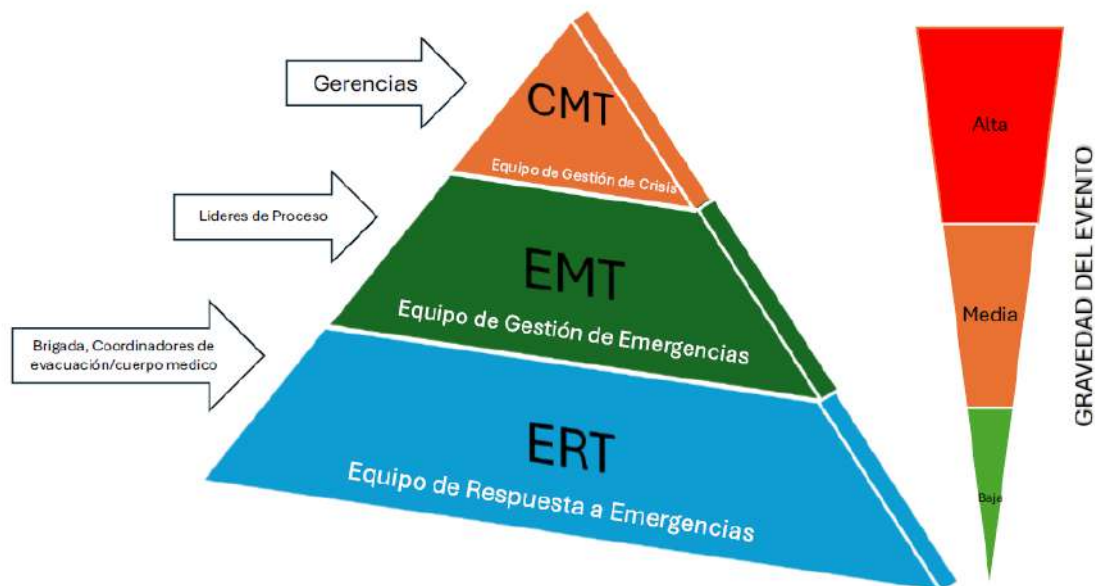 Gerencias
CMT
Equipo de Gestión de Crisis
Lideres de Proceso
EMT
Equipo de Gestión de Emergencias
Brigada, Coordinadores de
evacuación/cuerpo medico
ERT
Equipo de Respuesta a Emergencias
Alta
Media
Baja
GRAVEDAD DEL EVENTO